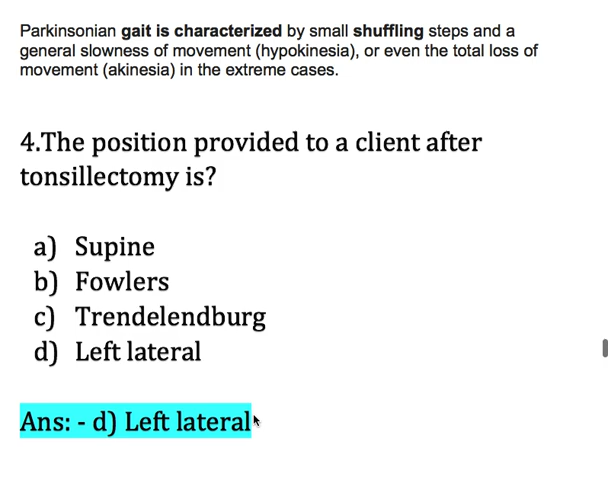 Parkinsonian gait is characterized by small shuffling steps and a
general slowness of movement (hypokinesia), or even the total loss of
movement (akinesia) in the extreme cases.
4.The position provided to a client after
tonsillectomy is?
a) Supine
b) Fowlers
c) Trendelendburg
d) Left lateral
Ans: - d) Left lateral